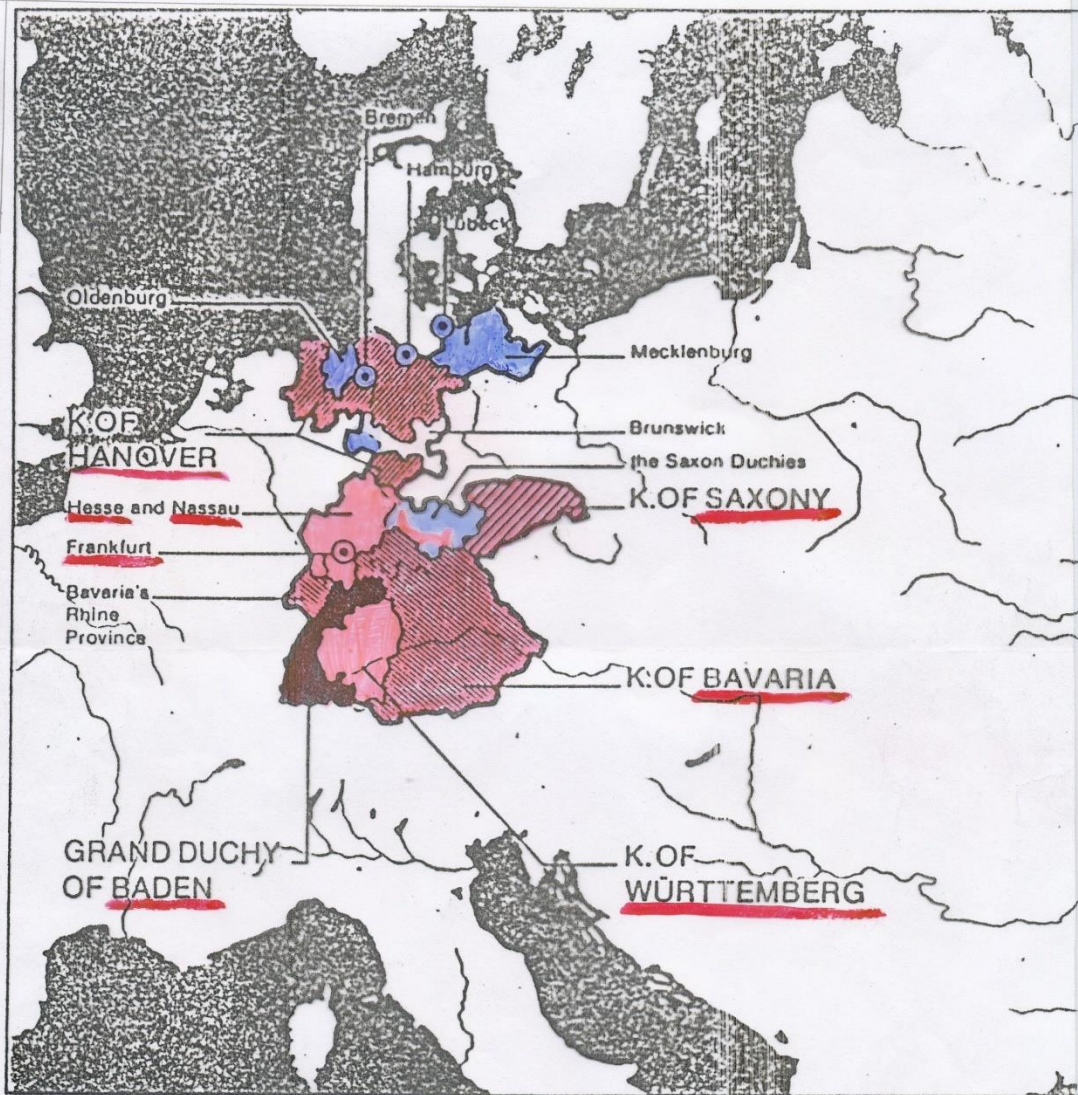 Bremen
Hamburg
Lubeck
Oldenburg
Mecklenburg
K.OF
HANOVER
Brunswick
the Saxon Duchies
K.OF SAXONY
Hesse and Nassau
Frankfurt
Bavaria's
Rhine
Province
K.OF BAVARIA
GRAND DUCHY
OF BADEN
K.OF
WÜRTTEMBERG